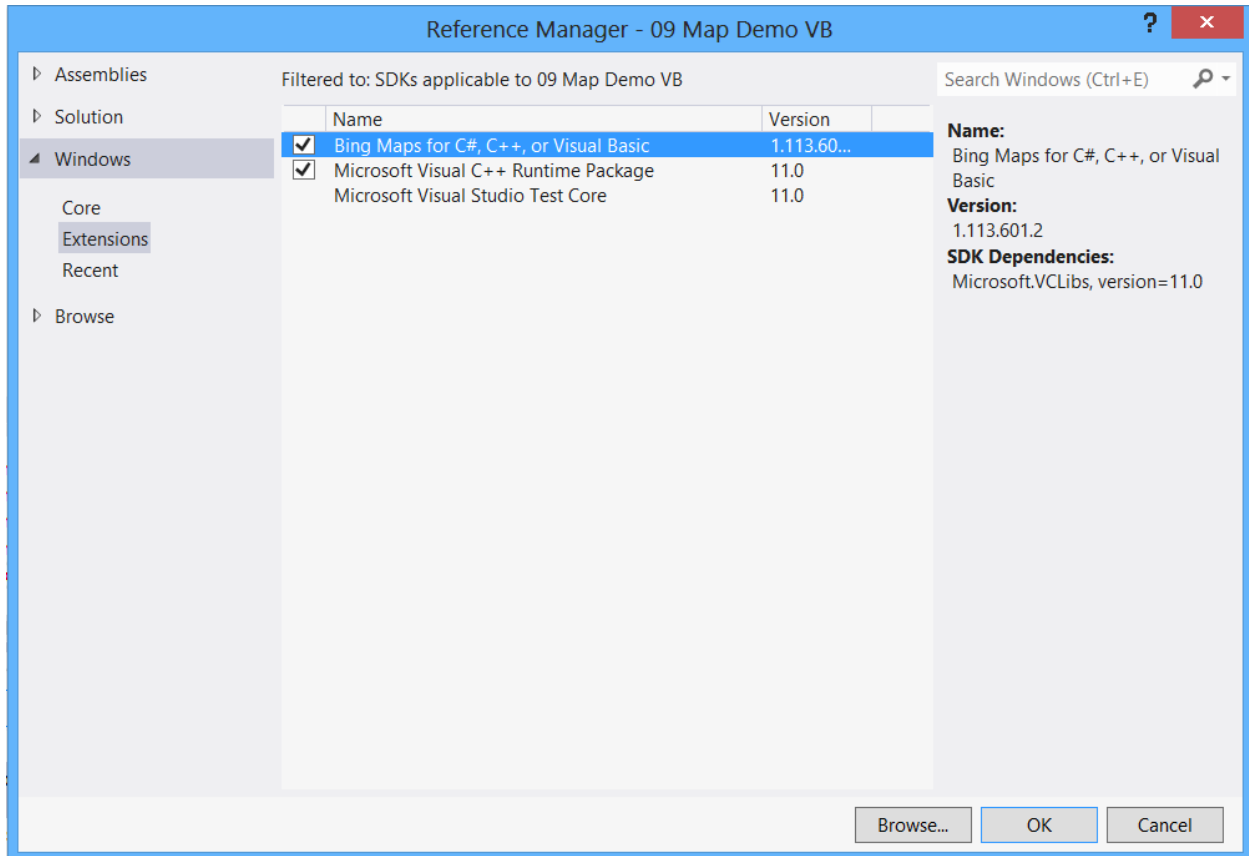 Reference Manager - 09 Map Demo VB
?
Assemblies
Solution
Windows
Core
Extensions
Recent
Browse
Filtered to: SDKs applicable to 09 Map Demo VB
Name Version
Bing Maps for C#, C++, or Visual Basic 1.113.60...
Microsoft Visual C++ Runtime Package 11.0
Microsoft Visual Studio Test Core 11.0
Search Windows (Ctrl+E)
Name:
Bing Maps for C#, C++, or Visual
Basic
Version:
1.113.601.2
SDK Dependencies:
Microsoft.VCLibs, version=11.0
Browse... OK Cancel